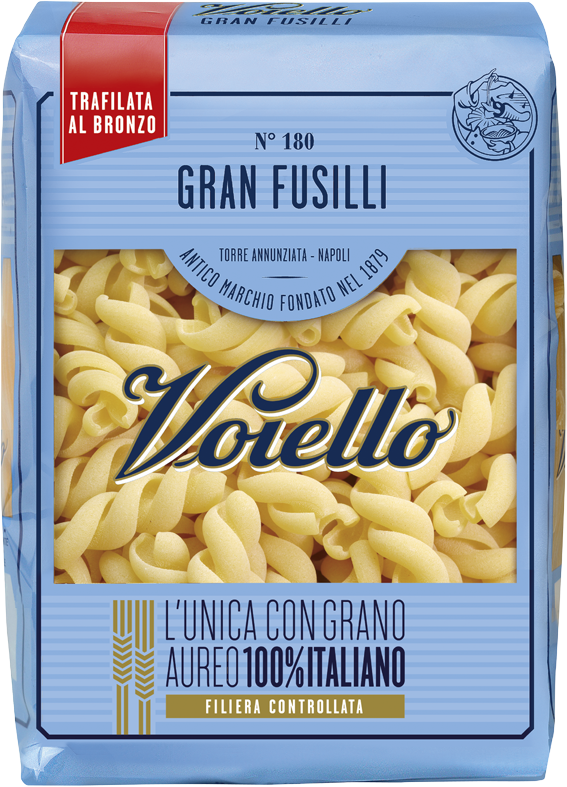 Voiello
GRAN FUSILLI
TRAFILATA
AL BRONZO
N° 180
GRAN FUSILLI
TORRE ANNUNZIATA - NAPOLI
ANTICO MARCHIO FONDATO NEL 1879
Voiello
L'UNICA CON GRANO
AUREO 100% ITALIANO
FILIERA CONTROLLATA